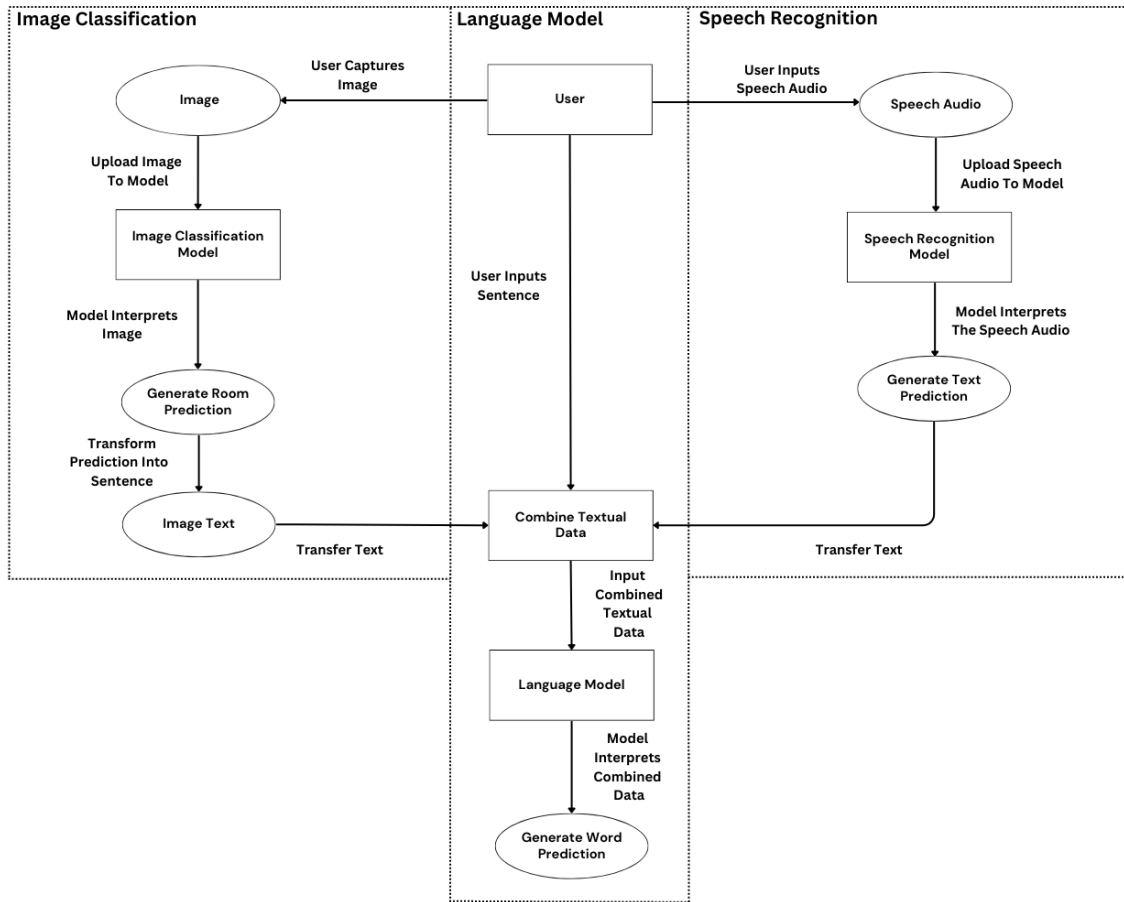 Image Classification
Language Model
Speech Recognition
User Captures
Image
Image
User
User Inputs
Speech Audio
Speech Audio
Upload Image
To Model
Upload Speech
Audio To Model
Image Classification
Model
Speech Recognition
Model
User Inputs
Sentence
Model Interprets
Image
Model Interprets
The Speech Audio
Generate Room
Prediction
Generate Text
Prediction
Transform
Prediction Into
Sentence
Image Text
Transfer Text
Combine Textual
Data
Transfer Text
Input
Combined
Textual
Data
Language Model
Model
Interprets
Combined
Data
Generate Word
Prediction